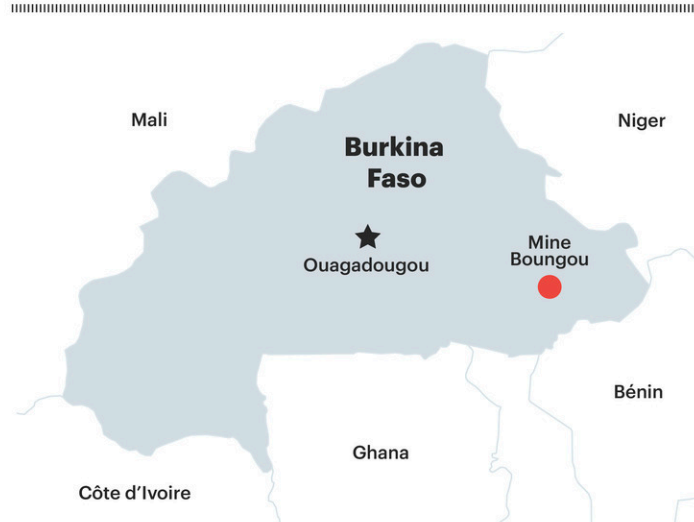 Mali
Niger
Burkina
Faso
Ouagadougou
Mine
Boungou
Bénin
Ghana
Côte d’Ivoire